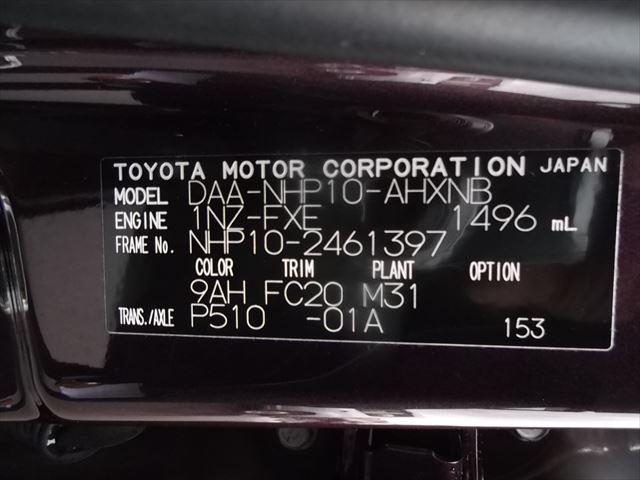 TOYOTA MOTOR CORPORATION JAPAN
MODEL DAA-NHP10-AHXNB
ENGINE 1NZ-FXE 1496 mL
FRAME No. NHP10-2461397
COLOR TRIM PLANT OPTION
9AH FC20 M31
TRANS./AXLE P510 -01A 153